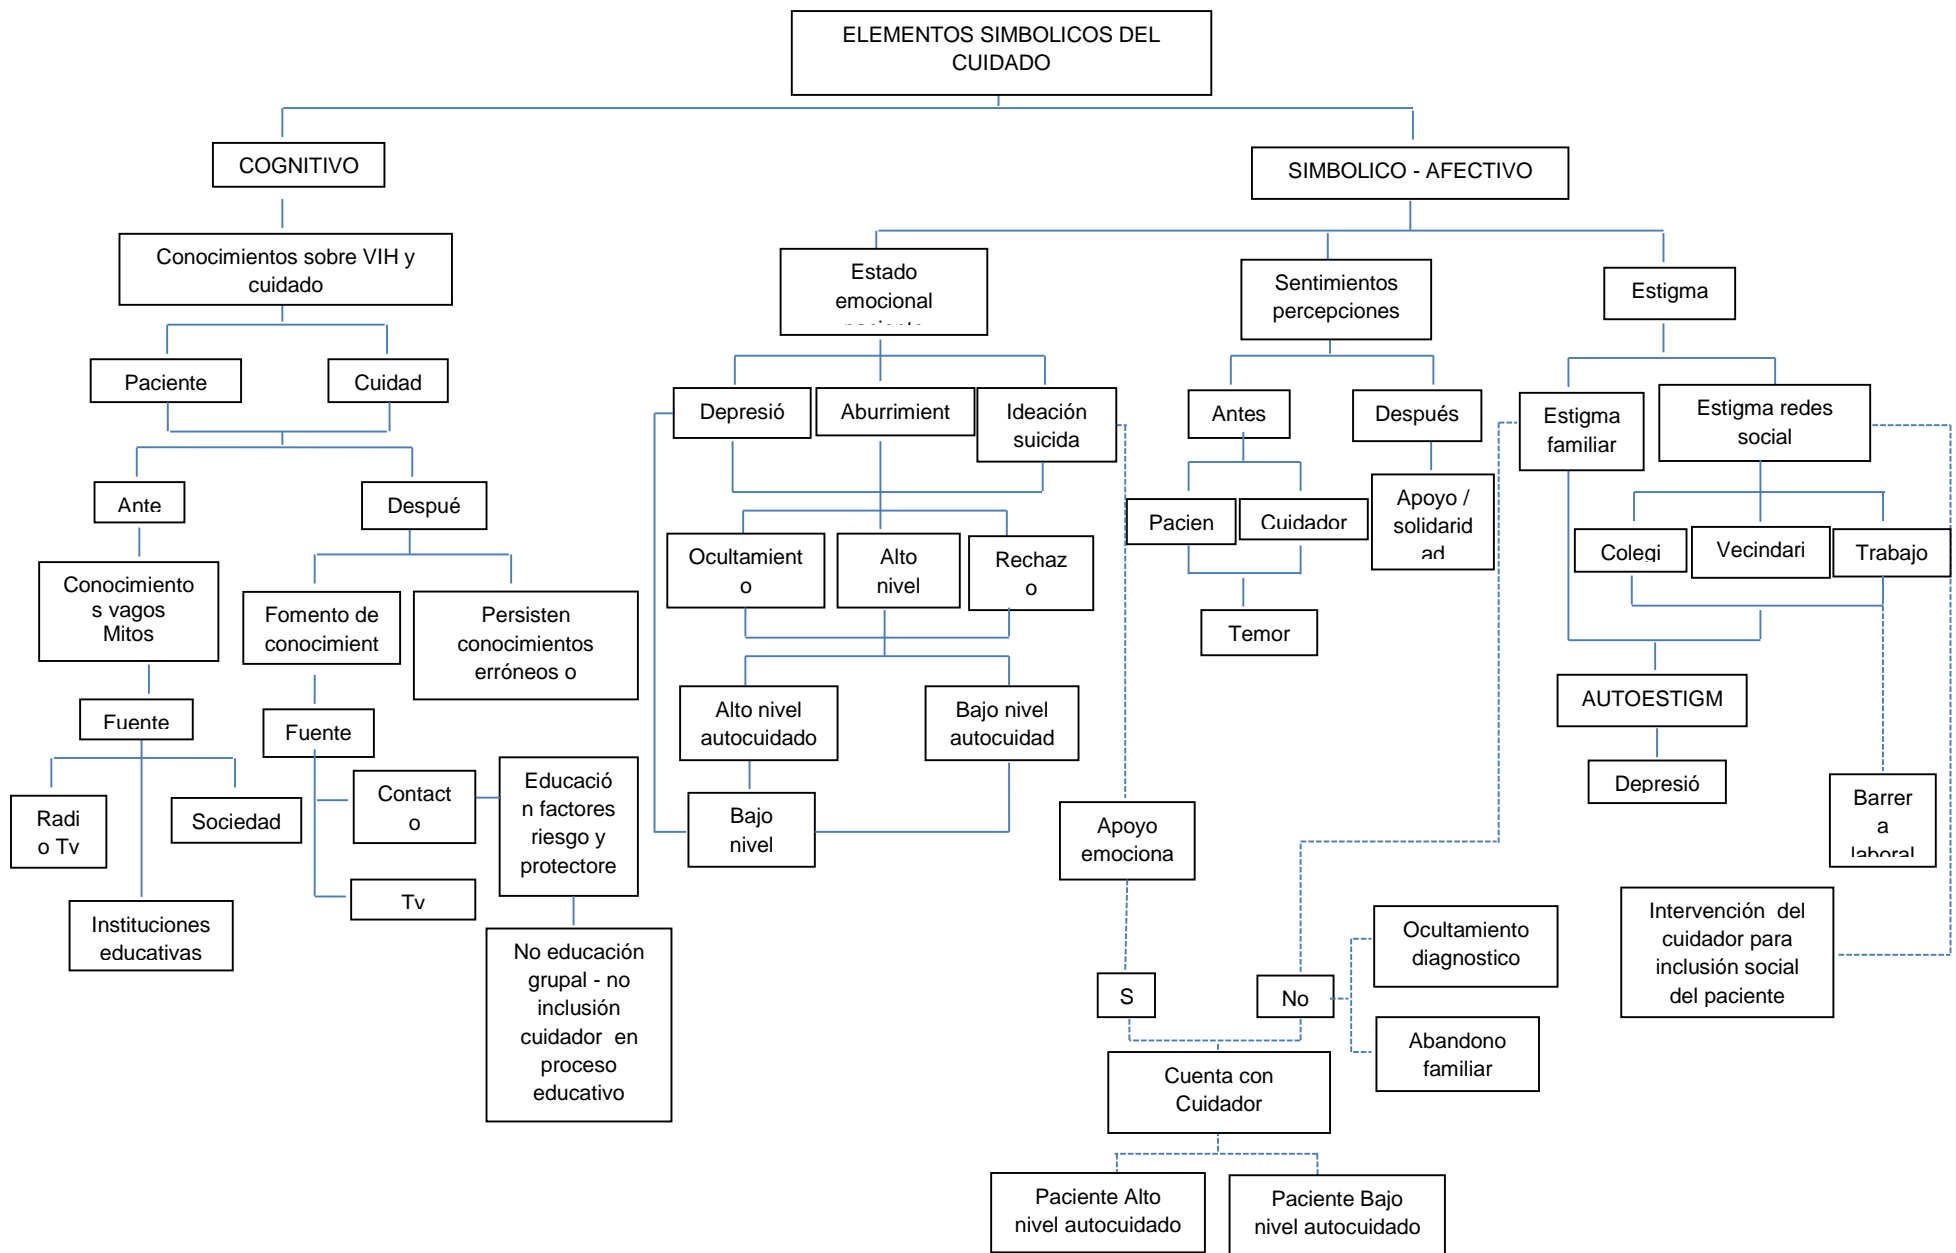 ELEMENTOS SIMBOLICOS DEL
CUIDADO
COGNITIVO
SIMBOLICO - AFECTIVO
Conocimientos sobre VIH y
cuidado
Estado
emocional
Sentimientos
percepciones
Estigma
Paciente
Cuidad
Depresió
Aburrimient
Ideación
suicida
Antes
Después
Estigma
familiar
Estigma redes
social
Ante
Despué
Pacien
Cuidador
Apoyo /
solidarid
ad
Colegi
Vecindari
Trabajo
Ocultamient
o
Alto
nivel
Rechaz
o
Conocimiento
s vagos
Mitos
Fomento de
conocimient
Persisten
conocimientos
erróneos o
Temor
AUTOESTIGM
Fuente
Fuente
Alto nivel
autocuidado
Bajo nivel
autocuidad
Depresió
Radi
o Tv
Sociedad
Contact
o
Educació
n factores
riesgo y
protectore
Bajo
nivel
Apoyo
emociona
Barrer
a
laboral
Tv
Instituciones
educativas
No educación
grupal - no
inclusión
cuidador en
proceso
educativo
Ocultamiento
diagnostico
Intervención del
cuidador para
inclusión social
del paciente
S
No
Abandono
familiar
Cuenta con
Cuidador
Paciente Alto
nivel autocuidado
Paciente Bajo
nivel autocuidado